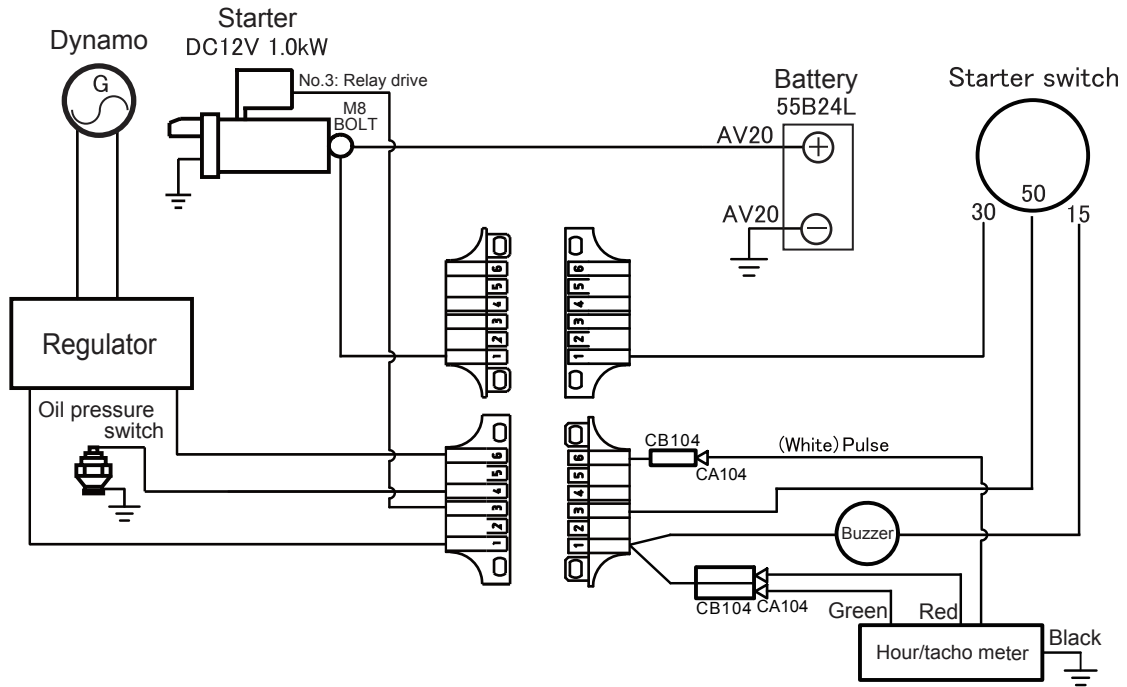 Starter
DC12V 1.0kW
Dynamo
G
No.3: Relay drive
M8
BOLT
Battery
55B24L
AV20
+
AV20
−
Starter switch
50
30
15
6
5
4
3
2
1
6
5
4
3
2
1
Regulator
Oil pressure
switch
6
5
4
3
2
1
6
5
4
3
2
1
CB104
CA104
(White)Pulse
Buzzer
CB104
CA104
Green
Red
Hour/tacho meter
Black